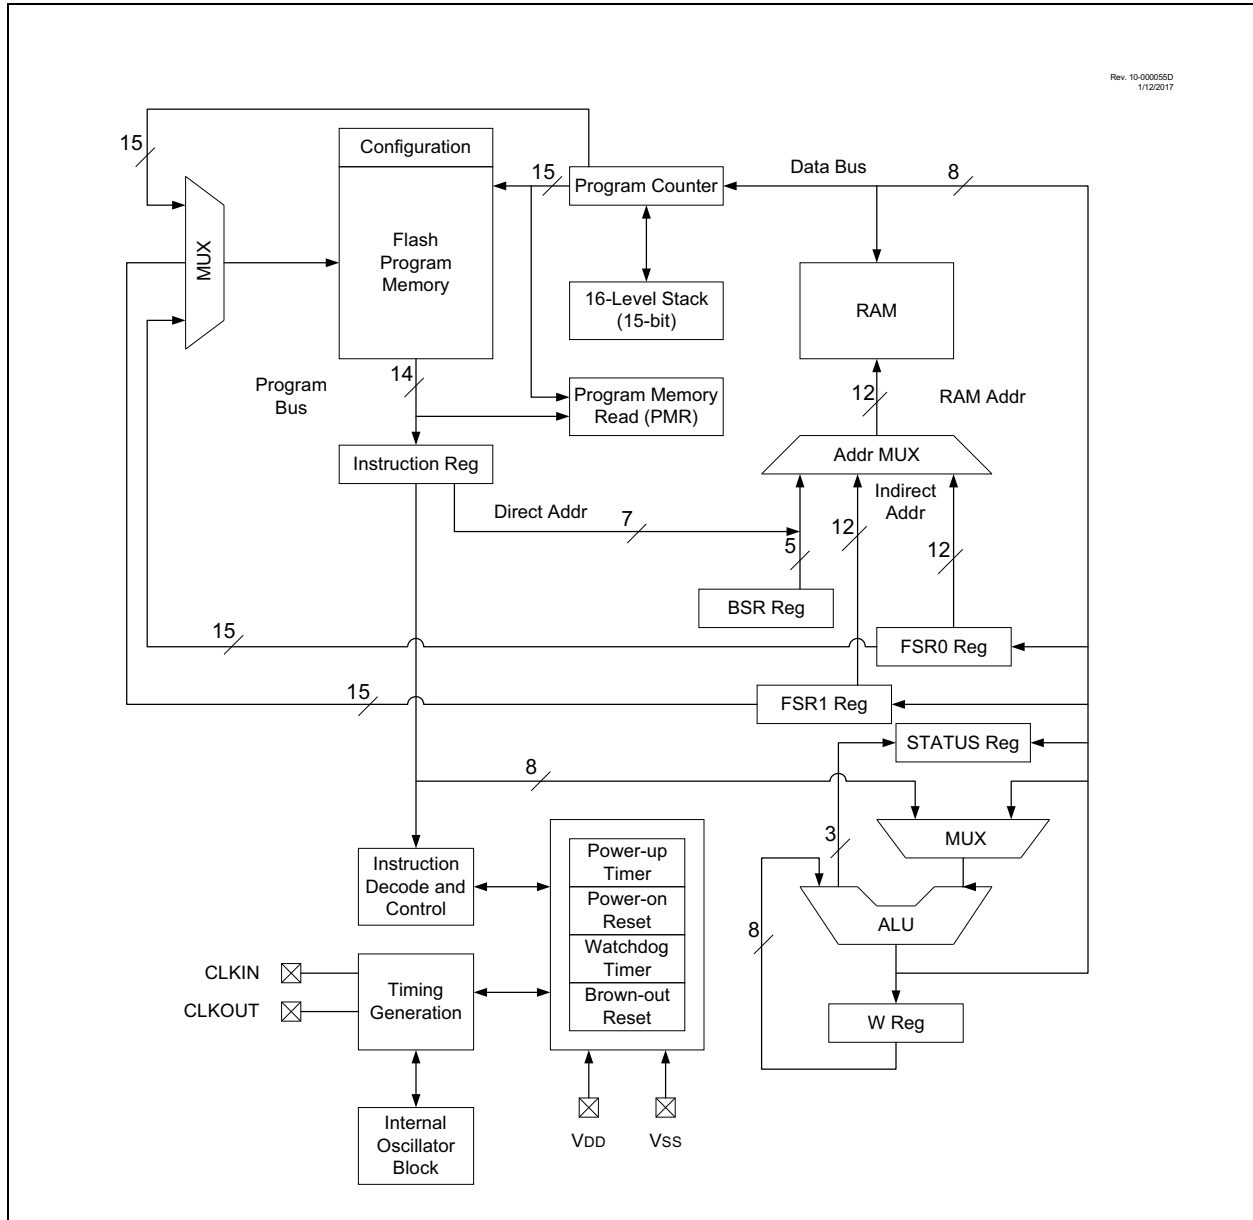 Rev. 10-000055D
1/12/2017
15
Configuration
15
Program Counter
Data Bus
8
MUX
Flash
Program
Memory
16-Level Stack
(15-bit)
RAM
Program
Bus
14
Program Memory
Read (PMR)
12
RAM Addr
Instruction Reg
Addr MUX
Direct Addr
7
Indirect
Addr
5
12
12
BSR Reg
15
FSR0 Reg
15
FSR1 Reg
STATUS Reg
8
3
MUX
Instruction
Decode and
Control
Power-up
Timer
Power-on
Reset
Watchdog
Timer
Brown-out
Reset
8
ALU
CLKIN
CLKOUT
Timing
Generation
W Reg
Internal
Oscillator
Block
VDD
VSS